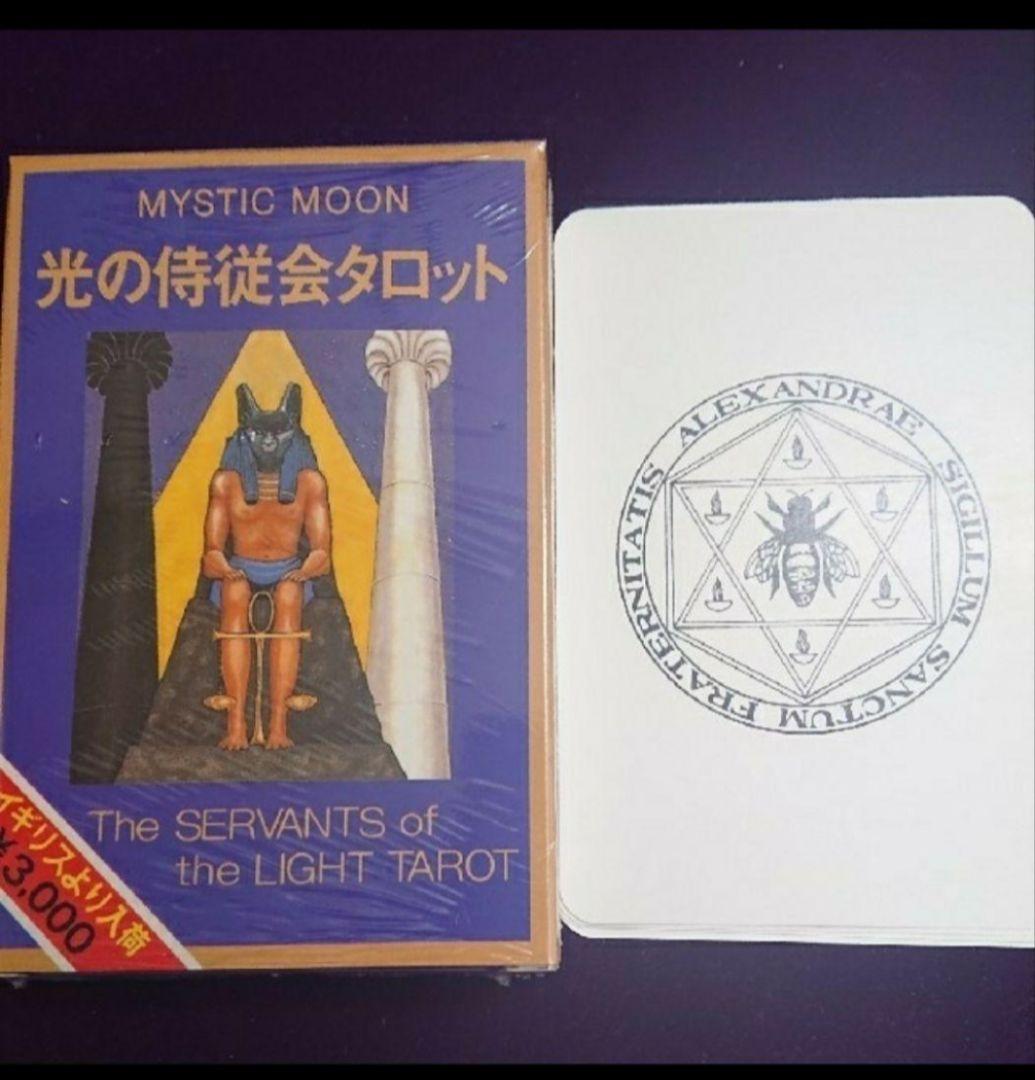 MYSTIC MOON
光の侍従会タロット
The SERVANTS of
the LIGHT TAROT
イギリスより入荷
¥3,000
ALEXANDRAE SIGILLUM SANCTUM FRATERNITATIS